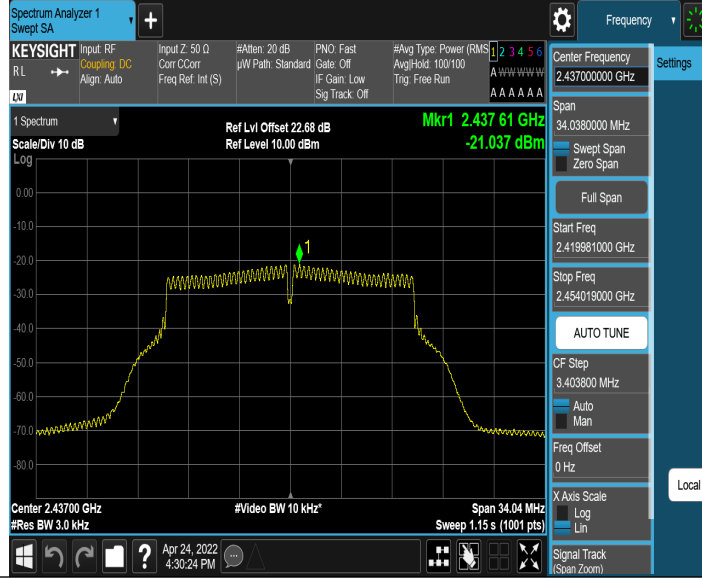 Spectrum Analyzer 1
Swept SA
Frequency
KEYSIGHT
R L
LXI
Input: RF
Coupling: DC
Align: Auto
Input Z: 50 Ω
Corr CCorr
Freq Ref: Int (S)
#Atten: 20 dB
µW Path: Standard
PNO: Fast
Gate: Off
IF Gain: Low
Sig Track: Off
#Avg Type: Power (RMS
Avg|Hold: 100/100
Trig: Free Run
1 2 3 4 5 6
A W W W W W
A A A A A A
1 Spectrum
Scale/Div 10 dB
Ref Lvl Offset 22.68 dB
Ref Level 10.00 dBm
Mkr1 2.437 61 GHz
-21.037 dBm
Log
0.00
-10.0
-20.0
-30.0
-40.0
-50.0
-60.0
-70.0
-80.0
1
Center 2.43700 GHz
#Res BW 3.0 kHz
#Video BW 10 kHz*
Span 34.04 MHz
Sweep 1.15 s (1001 pts)
Center Frequency
2.437000000 GHz
Span
34.0380000 MHz
Swept Span
Zero Span
Full Span
Start Freq
2.419981000 GHz
Stop Freq
2.454019000 GHz
AUTO TUNE
CF Step
3.403800 MHz
Auto
Man
Freq Offset
0 Hz
X Axis Scale
Log
Lin
Signal Track
(Span Zoom)
Settings
Local
?
Apr 24, 2022
4:30:24 PM